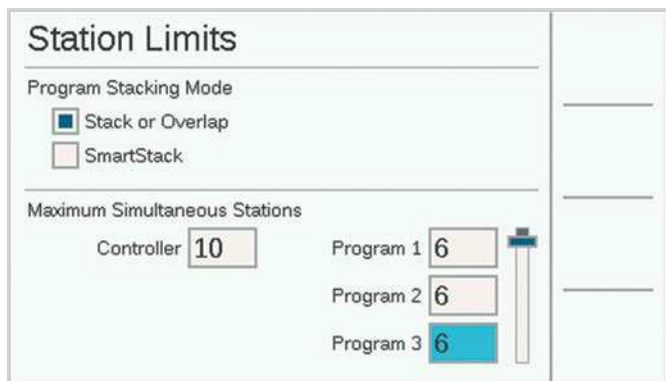 Station Limits
Program Stacking Mode
Stack or Overlap
SmartStack
Maximum Simultaneous Stations
Controller 10 Program 1 6
Program 2 6
Program 3 6